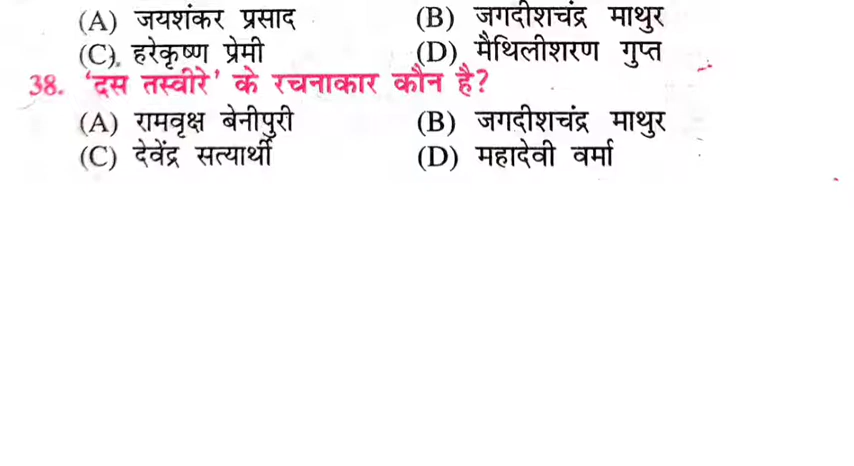 (A) जयशंकर प्रसाद (B) जगदीशचंद्र माथुर
(C). हरेकृष्ण प्रेमी (D) मैथिलीशरण गुप्त
38. 'दस तस्वीरे' के रचनाकार कौन है?
(A) रामवृक्ष बेनीपुरी (B) जगदीशचंद्र माथुर
(C) देवेंद्र सत्यार्थी (D) महादेवी वर्मा